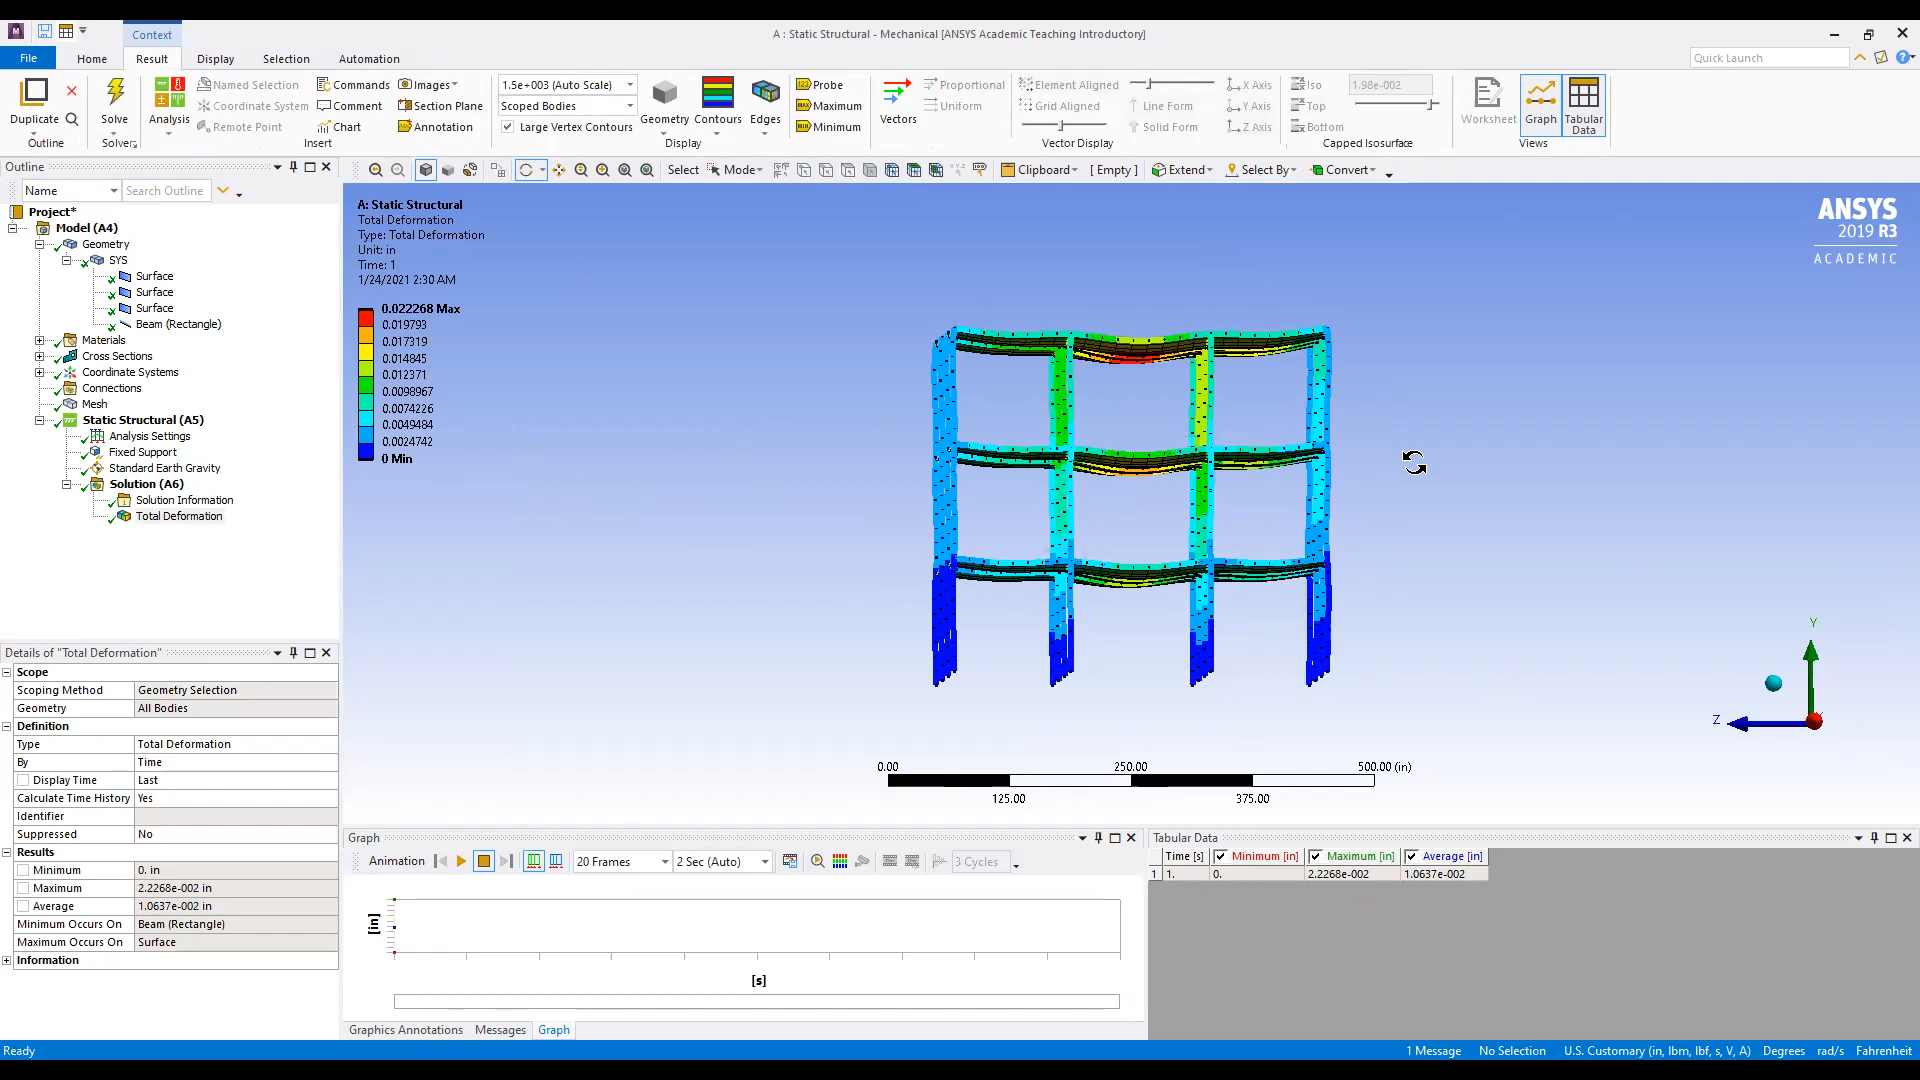 Context
A : Static Structural - Mechanical [ANSYS Academic Teaching Introductory]
File Home Result Display Selection Automation
Quick Launch
Duplicate
Outline
Solve
Solver
Analysis
Named Selection
Coordinate System
Remote Point
Commands
Comment
Chart
Images
Section Plane
Annotation
Insert
1.5e+003 (Auto Scale)
Scoped Bodies
Large Vertex Contours
Geometry
Contours
Edges
Display
Probe
Maximum
Minimum
Vectors
Proportional
Uniform
Element Aligned
Grid Aligned
Line Form
Solid Form
X Axis
Y Axis
Z Axis
Vector Display
Iso
Top
Bottom
1.98e-002
Capped Isosurface
Worksheet
Graph
Tabular Data
Views
Select Mode Clipboard [ Empty ] Extend Select By Convert
Outline
Name Search Outline
Project*
Model (A4)
Geometry
SYS
Surface
Surface
Surface
Beam (Rectangle)
Materials
Cross Sections
Coordinate Systems
Connections
Mesh
Static Structural (A5)
Analysis Settings
Fixed Support
Standard Earth Gravity
Solution (A6)
Solution Information
Total Deformation
Details of "Total Deformation"
Scope
Scoping Method Geometry Selection
Geometry All Bodies
Definition
Type Total Deformation
By Time
Display Time Last
Calculate Time History Yes
Identifier
Suppressed No
Results
Minimum 0. in
Maximum 2.2268e-002 in
Average 1.0637e-002 in
Minimum Occurs On Beam (Rectangle)
Maximum Occurs On Surface
Information
A: Static Structural
Total Deformation
Type: Total Deformation
Unit: in
Time: 1
1/24/2021 2:30 AM
0.022268 Max
0.019793
0.017319
0.014845
0.012371
0.0098967
0.0074226
0.0049484
0.0024742
0 Min
ANSYS
2019 R3
ACADEMIC
Y
Z
0.00 250.00 500.00 (in)
125.00 375.00
Graph
Animation 20 Frames 2 Sec (Auto) 3 Cycles
[in]
[s]
Graphics Annotations Messages Graph
Tabular Data
Time [s] Minimum [in] Maximum [in] Average [in]
1 1. 0. 2.2268e-002 1.0637e-002
Ready
1 Message No Selection U.S. Customary (in, lbm, lbf, s, V, A) Degrees rad/s Fahrenheit